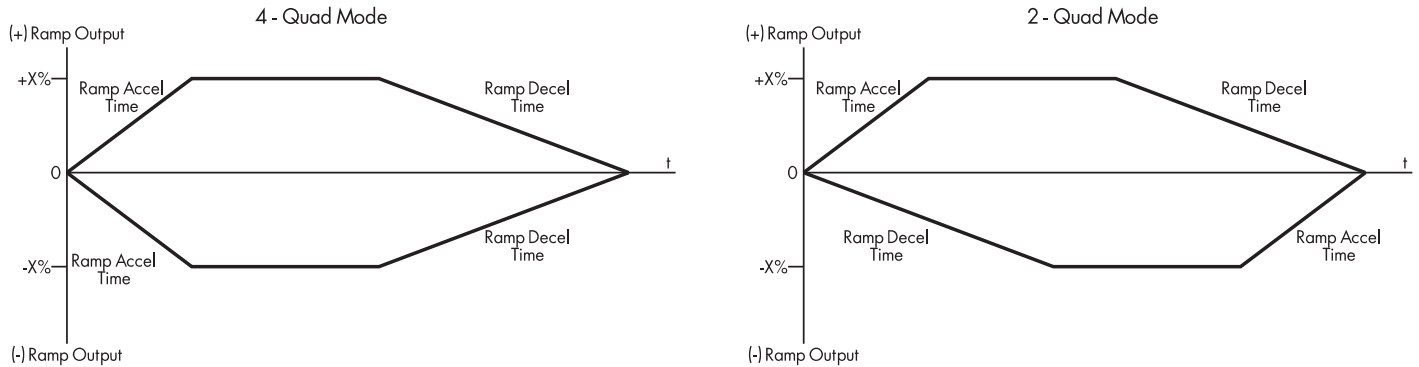 4 - Quad Mode
(+) Ramp Output
+X%
Ramp Accel
Time
Ramp Decel
Time
0
t
Ramp Accel
Time
Ramp Decel
Time
-X%
(-) Ramp Output
2 - Quad Mode
(+) Ramp Output
+X%
Ramp Accel
Time
Ramp Decel
Time
0
t
Ramp Decel
Time
Ramp Accel
Time
-X%
(-) Ramp Output